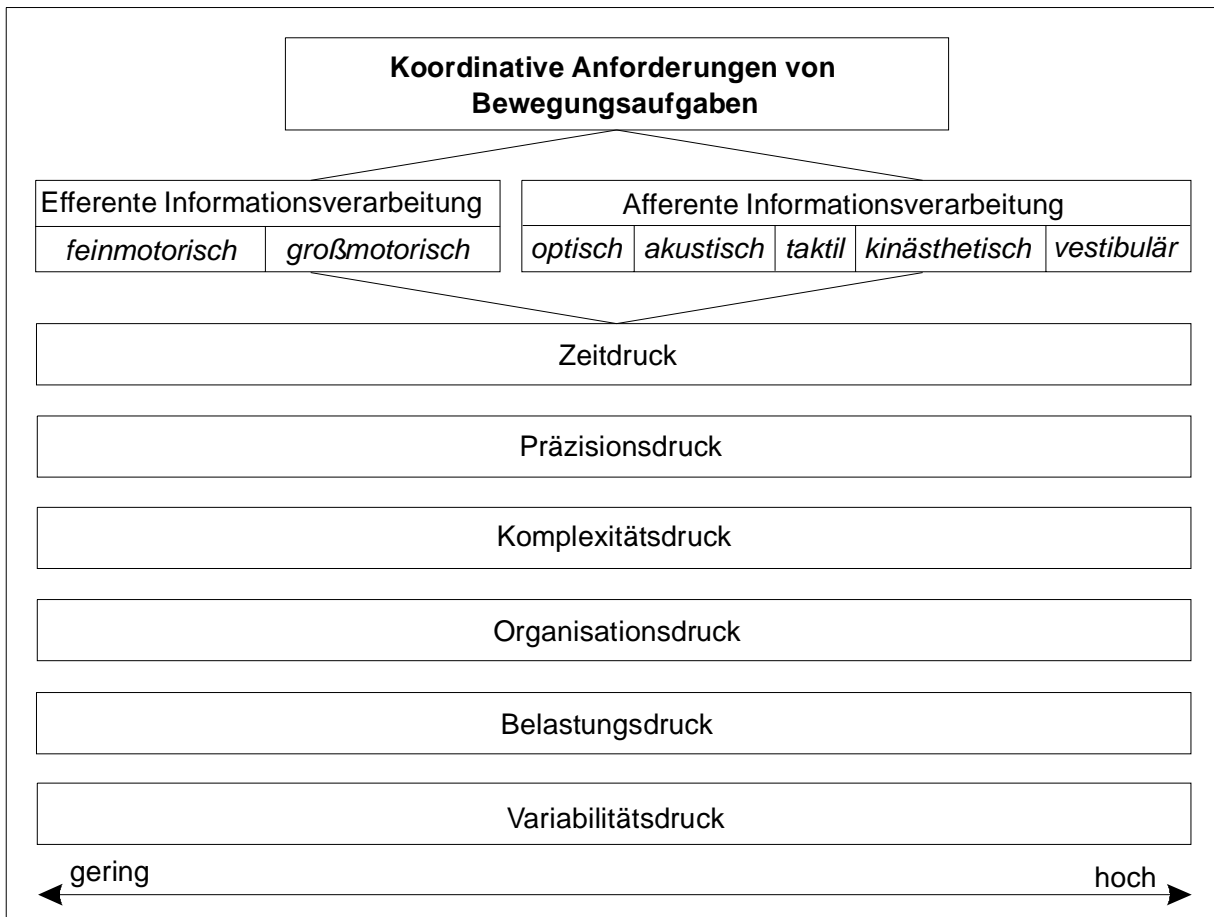 Koordinative Anforderungen von
Bewegungsaufgaben
Efferente Informationsverarbeitung
feinmotorisch großmotorisch
Afferente Informationsverarbeitung
optisch akustisch taktil kinästhetisch vestibulär
Zeitdruck
Präzisionsdruck
Komplexitätsdruck
Organisationsdruck
Belastungsdruck
Variabilitätsdruck
gering hoch